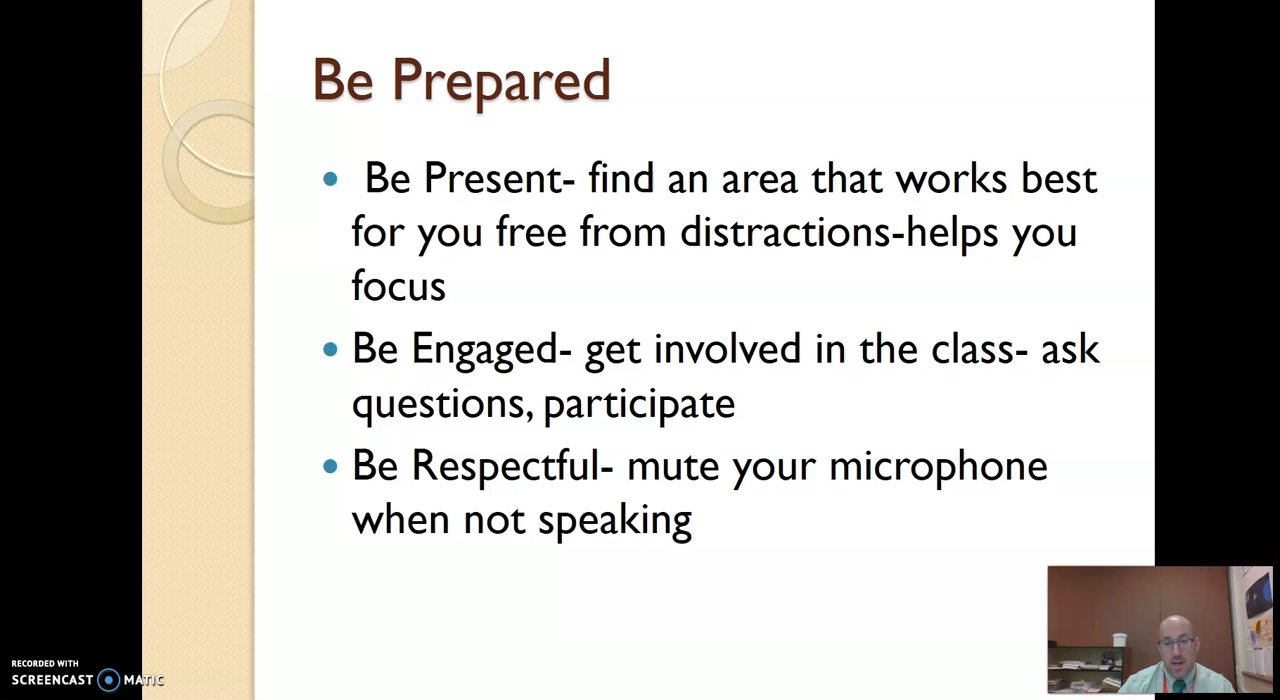 Be Prepared
Be Present- find an area that works best
for you free from distractions-helps you
focus
Be Engaged- get involved in the class- ask
questions, participate
Be Respectful- mute your microphone
when not speaking
RECORDED WITH
SCREENCAST MATIC